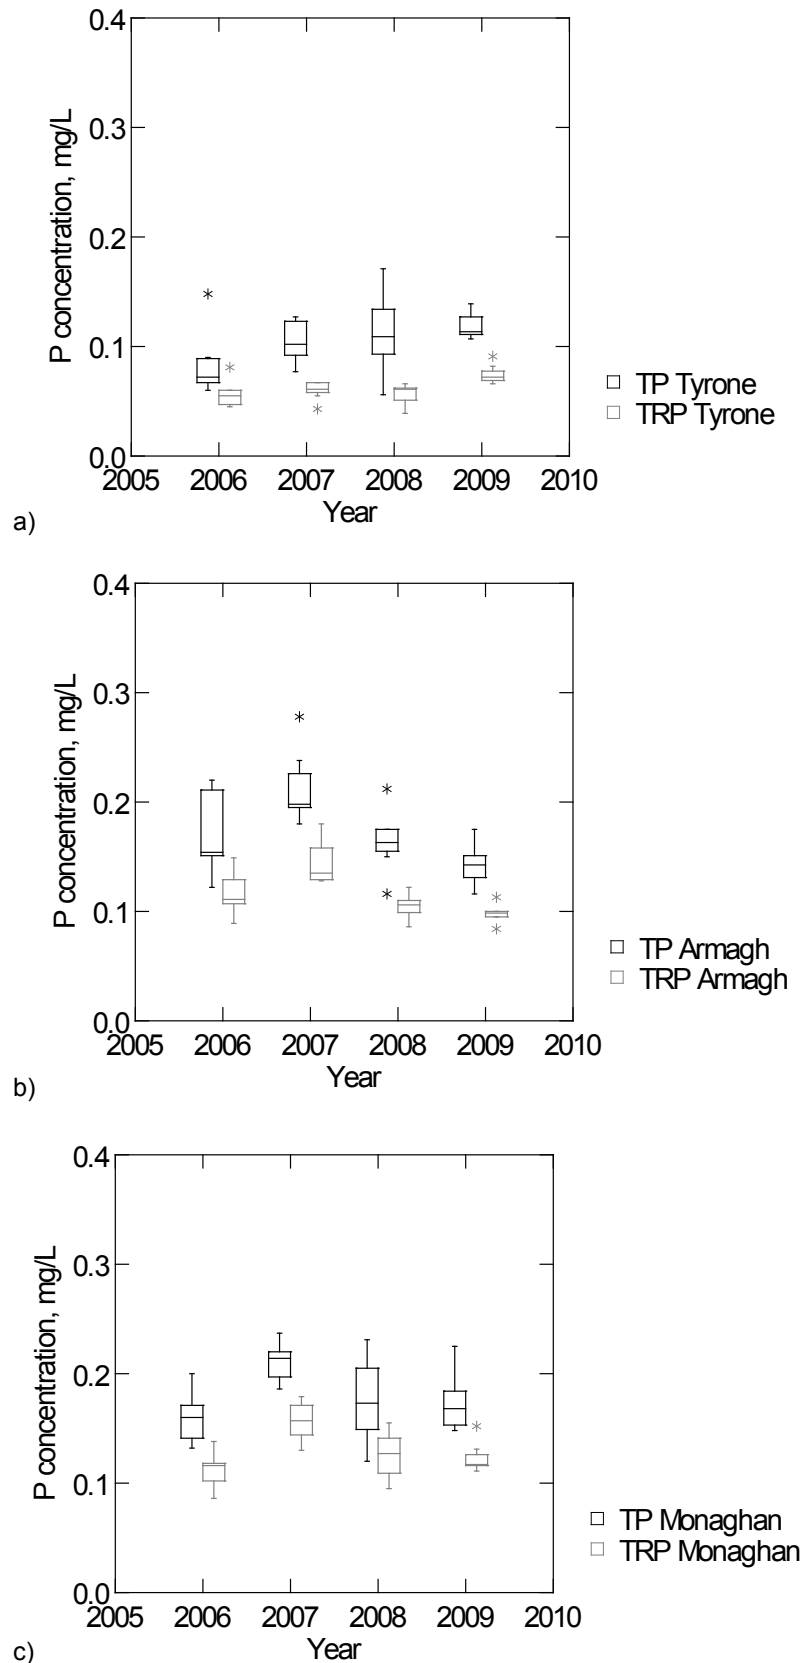 0.4
0.3
0.2
0.1
0.0
P concentration, mg/L
2005 2006 2007 2008 2009 2010
Year
TP Tyrone
TRP Tyrone
a)
0.4
0.3
0.2
0.1
0.0
P concentration, mg/L
2005 2006 2007 2008 2009 2010
Year
TP Armagh
TRP Armagh
b)
0.4
0.3
0.2
0.1
0.0
P concentration, mg/L
2005 2006 2007 2008 2009 2010
Year
TP Monaghan
TRP Monaghan
c)